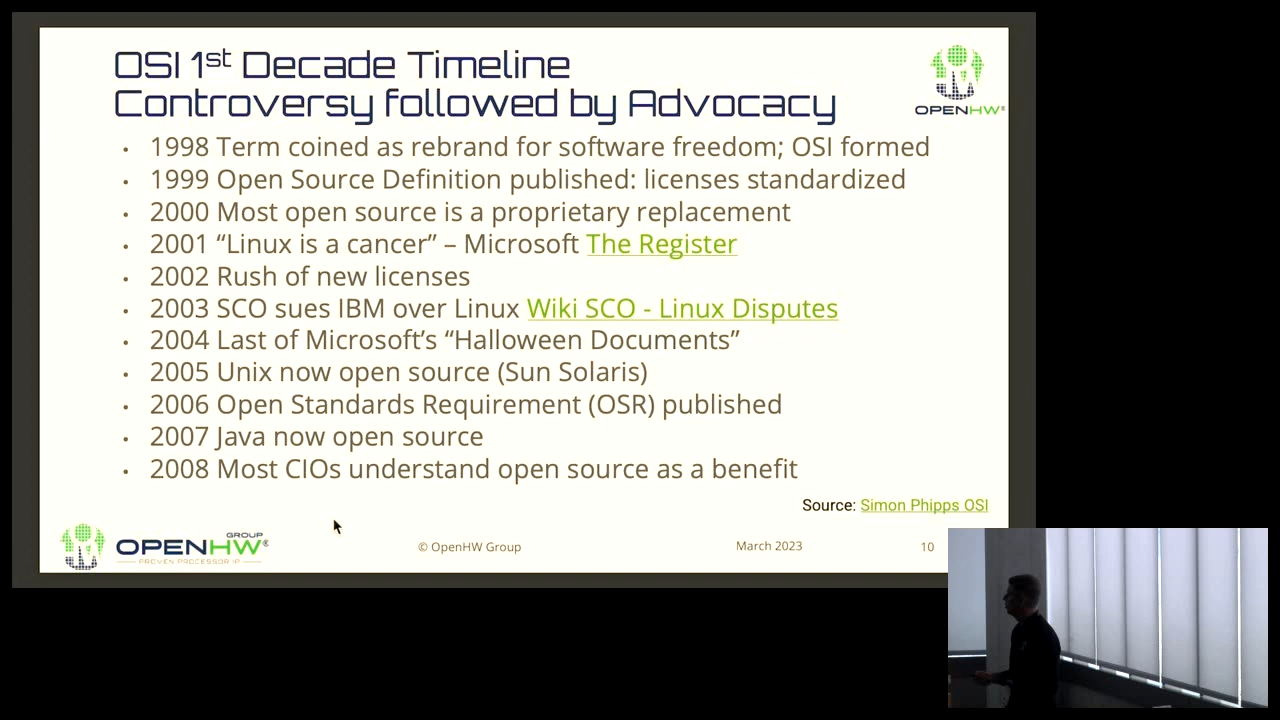 OSI 1st Decade Timeline
Controversy followed by Advocacy
OPENHW®
• 1998 Term coined as rebrand for software freedom; OSI formed
• 1999 Open Source Definition published: licenses standardized
• 2000 Most open source is a proprietary replacement
• 2001 “Linux is a cancer” – Microsoft The Register
• 2002 Rush of new licenses
• 2003 SCO sues IBM over Linux Wiki SCO - Linux Disputes
• 2004 Last of Microsoft’s “Halloween Documents”
• 2005 Unix now open source (Sun Solaris)
• 2006 Open Standards Requirement (OSR) published
• 2007 Java now open source
• 2008 Most CIOs understand open source as a benefit
Source: Simon Phipps OSI
GROUP
OPENHW®
PROVEN PROCESSOR IP
© OpenHW Group
March 2023
10